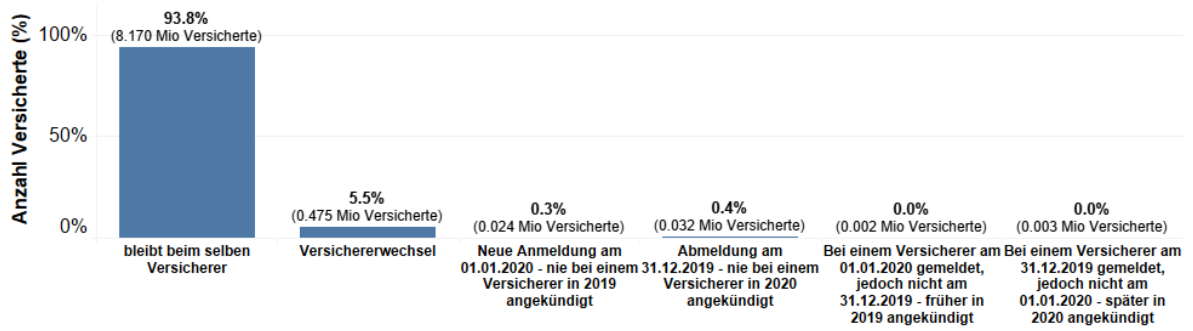 Anzahl Versicherte (%)
100%
50%
0%
93.8%
(8.170 Mio Versicherte)
5.5%
(0.475 Mio Versicherte)
0.3%
(0.024 Mio Versicherte)
0.4%
(0.032 Mio Versicherte)
0.0%
(0.002 Mio Versicherte)
0.0%
(0.003 Mio Versicherte)
bleibt beim selben
Versicherer
Versichererwechsel
Neue Anmeldung am
01.01.2020 - nie bei einem
Versicherer in 2019
angekündigt
Abmeldung am
31.12.2019 - nie bei einem
Versicherer in 2020
angekündigt
Bei einem Versicherer am
01.01.2020 gemeldet,
jedoch nicht am
31.12.2019 - früher in
2019 angekündigt
Bei einem Versicherer am
31.12.2019 gemeldet,
jedoch nicht am
01.01.2020 - später in
2020 angekündigt